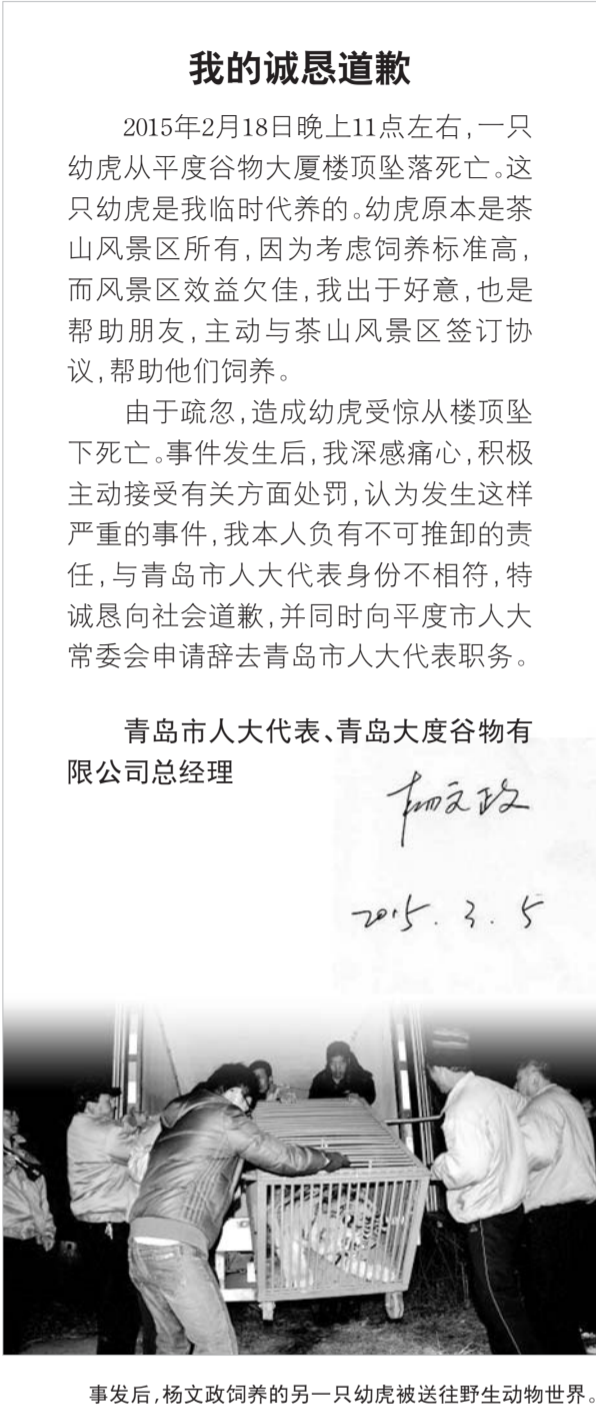 我的诚恳道歉
2015年2月18日晚上11点左右,一只
幼虎从平度谷物大厦楼顶坠落死亡。这
只幼虎是我临时代养的。幼虎原本是茶
山风景区所有,因为考虑饲养标准高,
而风景区效益欠佳,我出于好意,也是
帮助朋友,主动与茶山风景区签订协
议,帮助他们饲养。
由于疏忽,造成幼虎受惊从楼顶坠
下死亡。事件发生后,我深感痛心,积极
主动接受有关方面处罚,认为发生这样
严重的事件,我本人负有不可推卸的责
任,与青岛市人大代表身份不相符,特
诚恳向社会道歉,并同时向平度市人大
常委会申请辞去青岛市人大代表职务。
青岛市人大代表、青岛大度谷物有
限公司总经理
杨文政
2015.3.5
事发后,杨文政饲养的另一只幼虎被送往野生动物世界。